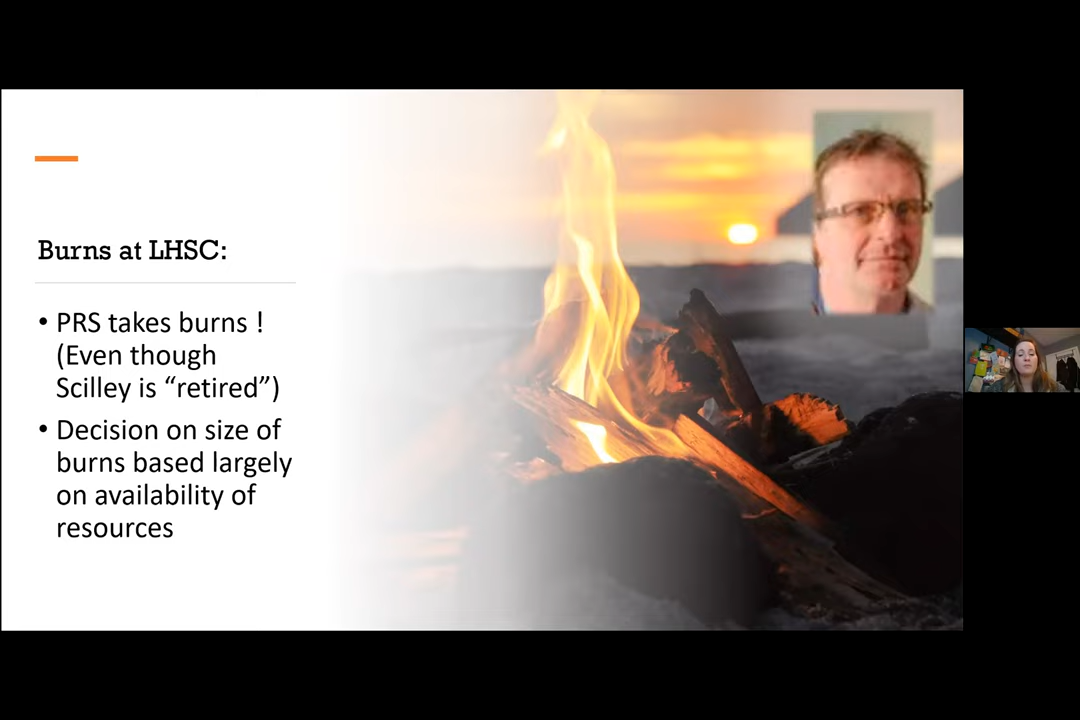 Burns at LHSC:
• PRS takes burns !
(Even though
Scilley is “retired”)
• Decision on size of
burns based largely
on availability of
resources